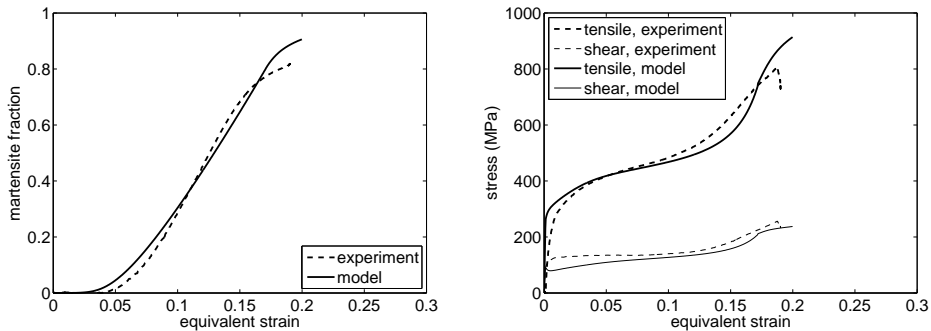 1
0.8
0.6
0.4
0.2
0
martensite fraction
experiment
model
0 0.05 0.1 0.15 0.2 0.25 0.3
equivalent strain
1000
800
600
400
200
0
stress (MPa)
tensile, experiment
shear, experiment
tensile, model
shear, model
0 0.05 0.1 0.15 0.2 0.25 0.3
equivalent strain